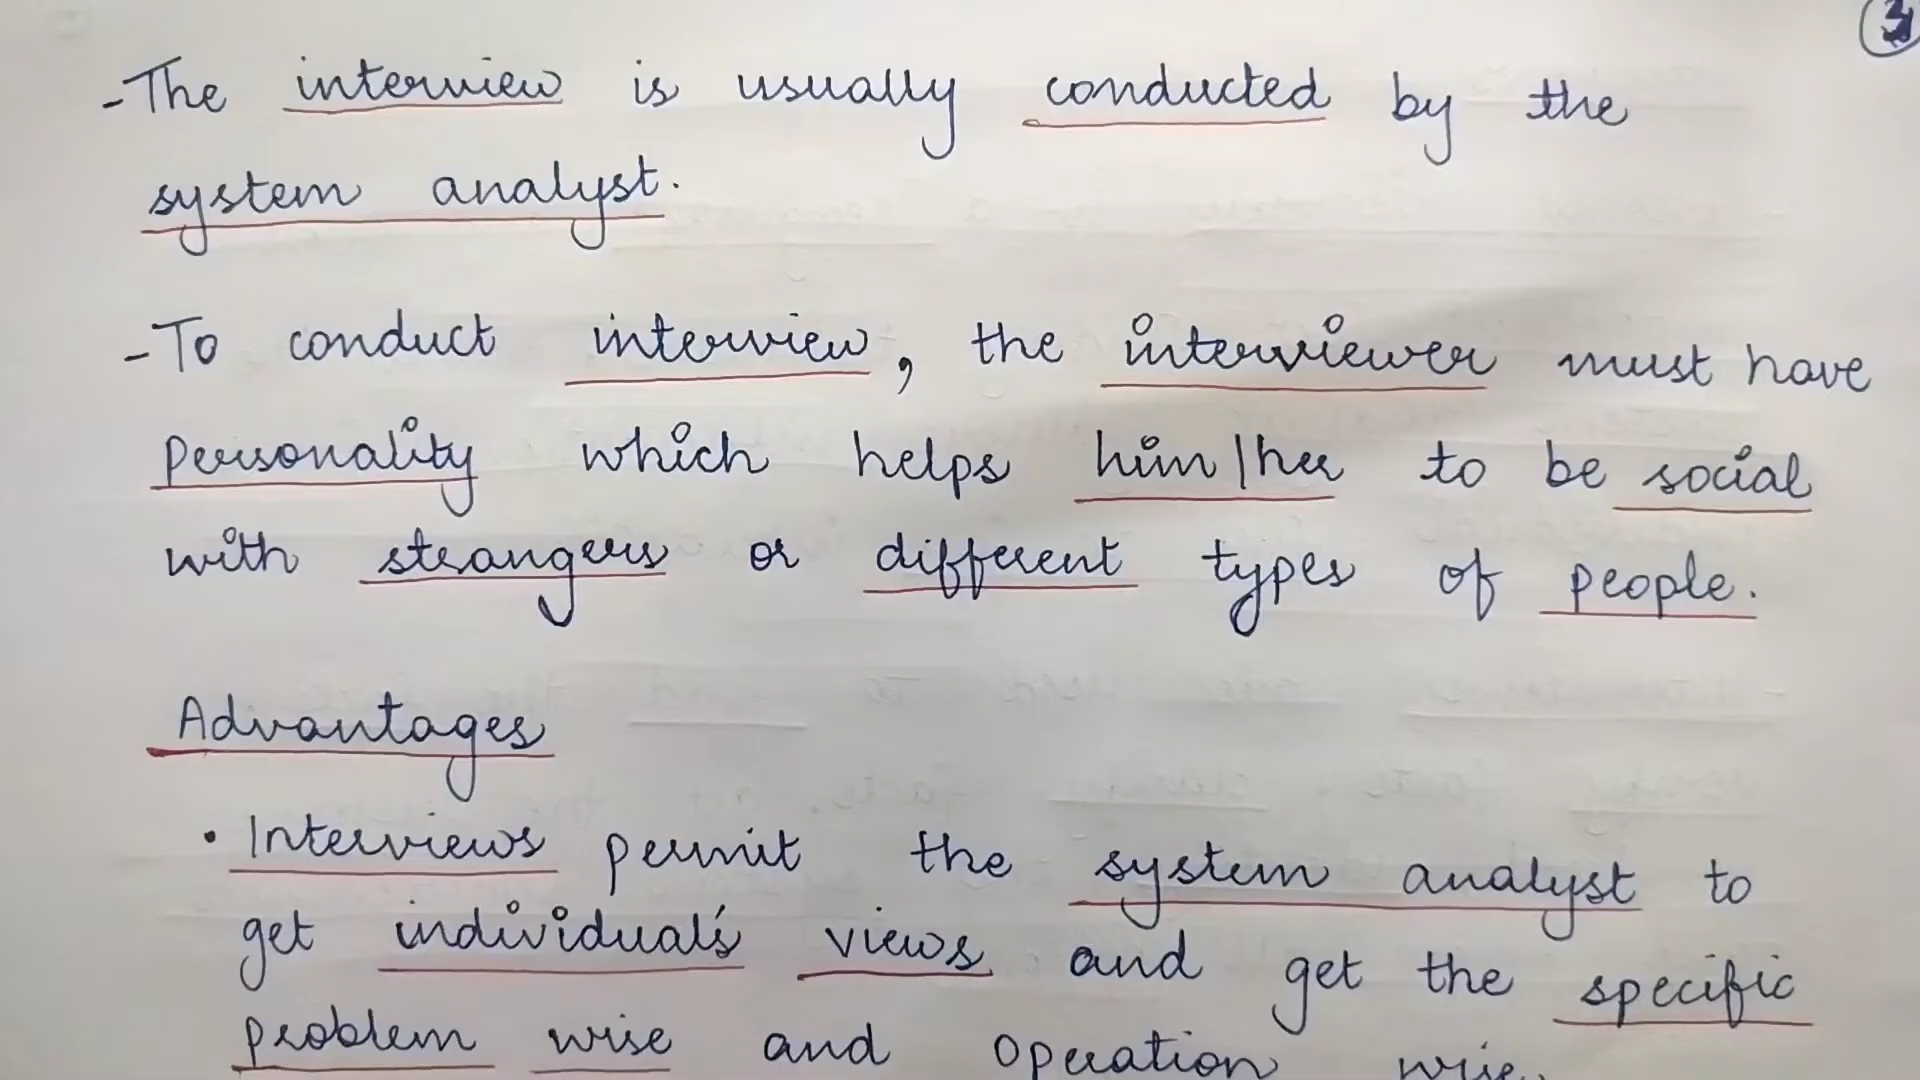 3
-The interview is usually conducted by the
system analyst.
-To conduct interview, the interviewer must have
personality which helps him/her to be social
with strangers or different types of people.
Advantages
• Interviews permit the system analyst to
get individual's views and get the specific
problem wise and operation wise.